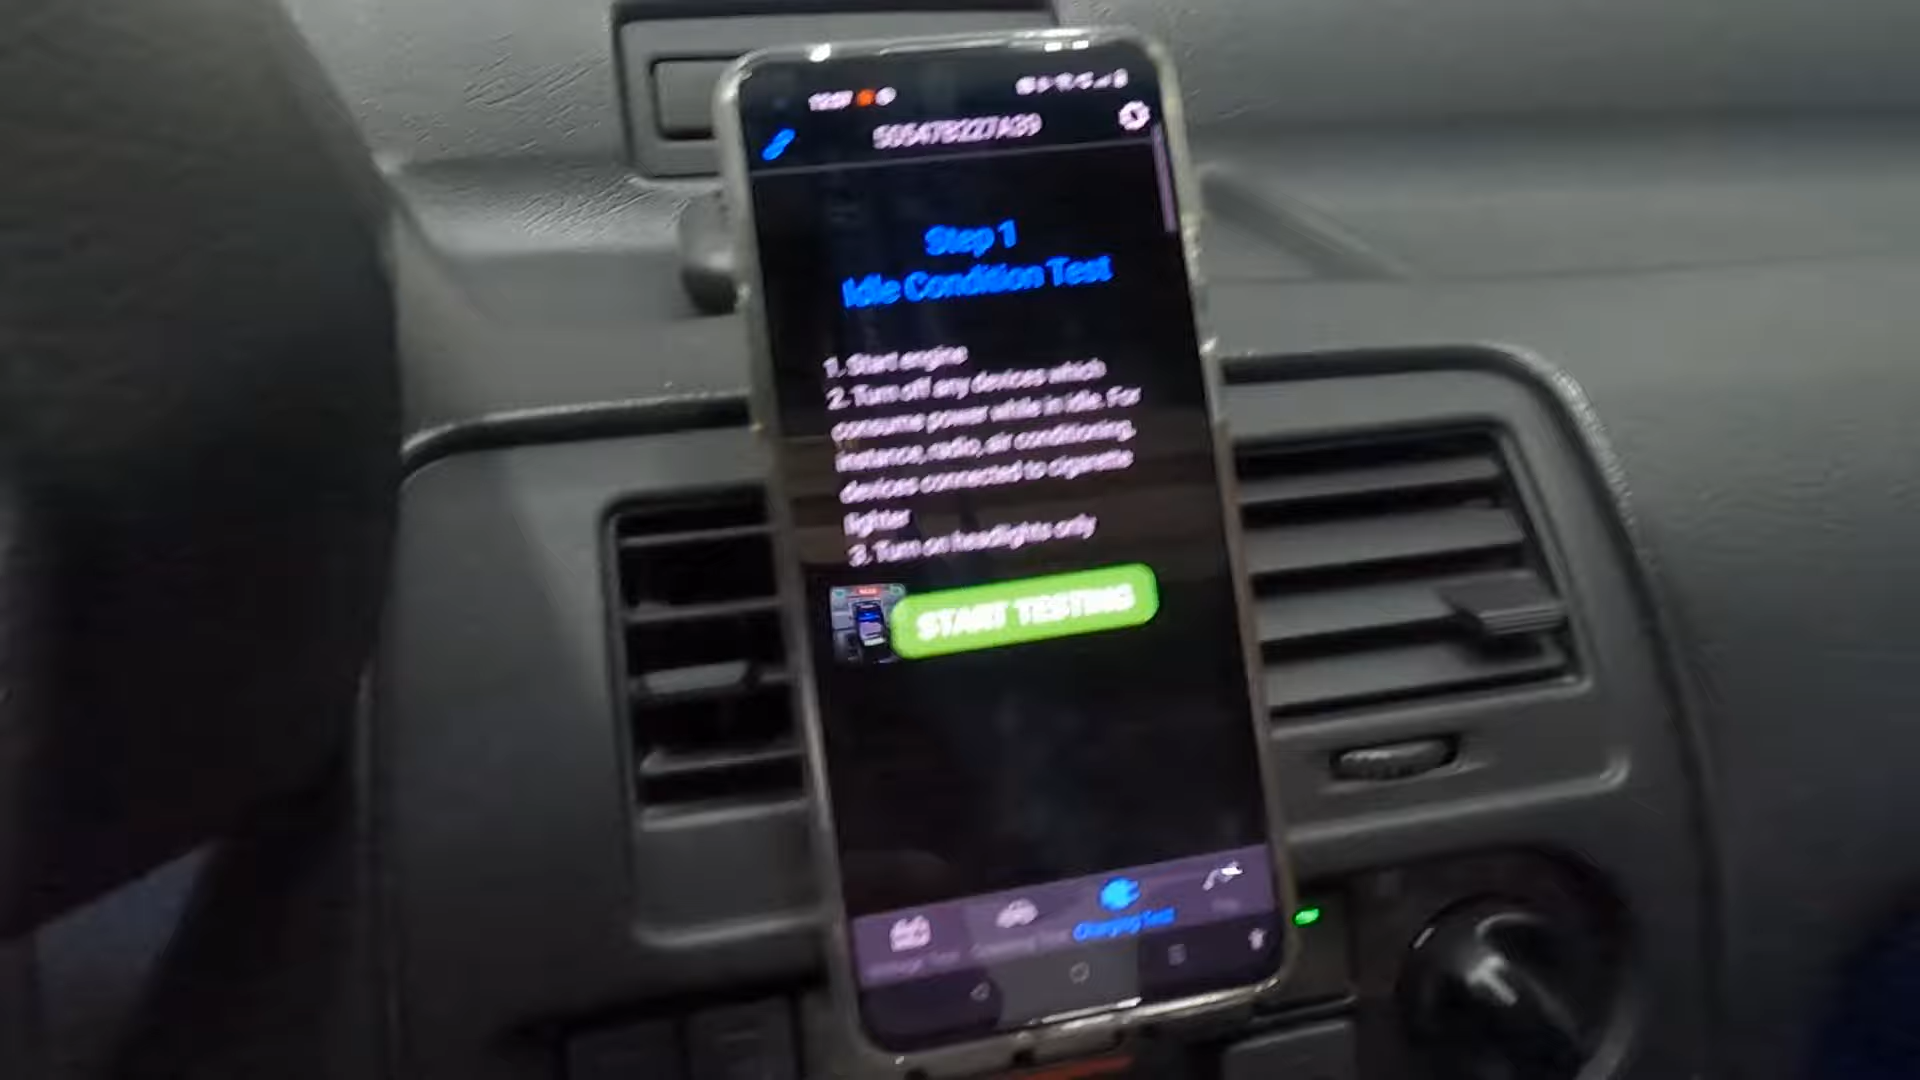 Step 1
Idle Condition Test
1. Start engine
2. Turn off any devices which
consume power while in idle. For
instance, radio, air conditioning,
devices connected to cigarette
lighter
3. Turn on headlights only
START TESTING
Charging Test